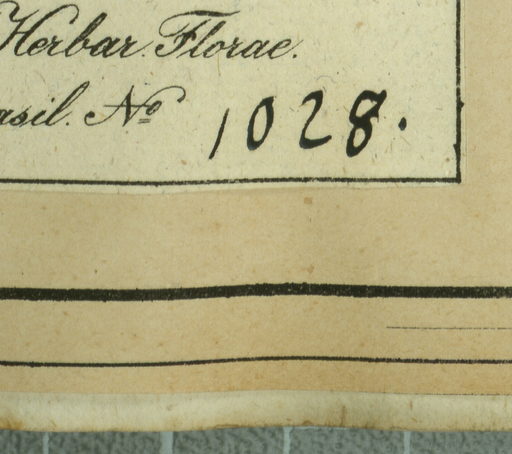 Herbar. Florae.
asil. No 1028.